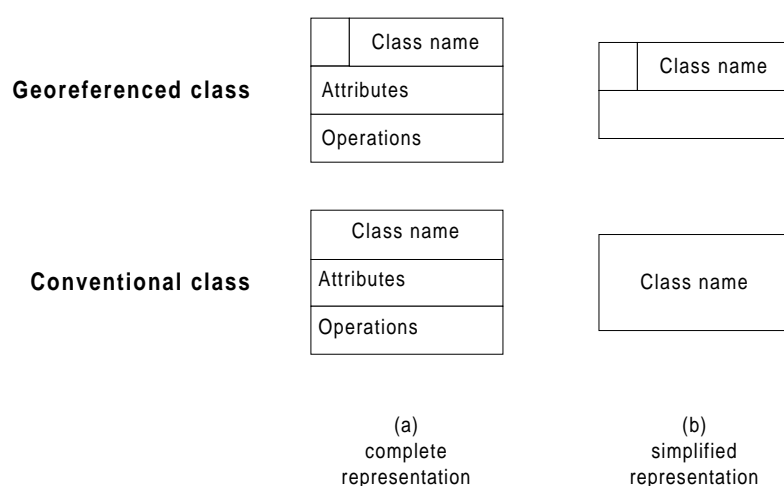 Class name
Class name
Georeferenced class
Attributes
Operations
Class name
Conventional class
Attributes
Class name
Operations
(a)
complete
representation
(b)
simplified
representation